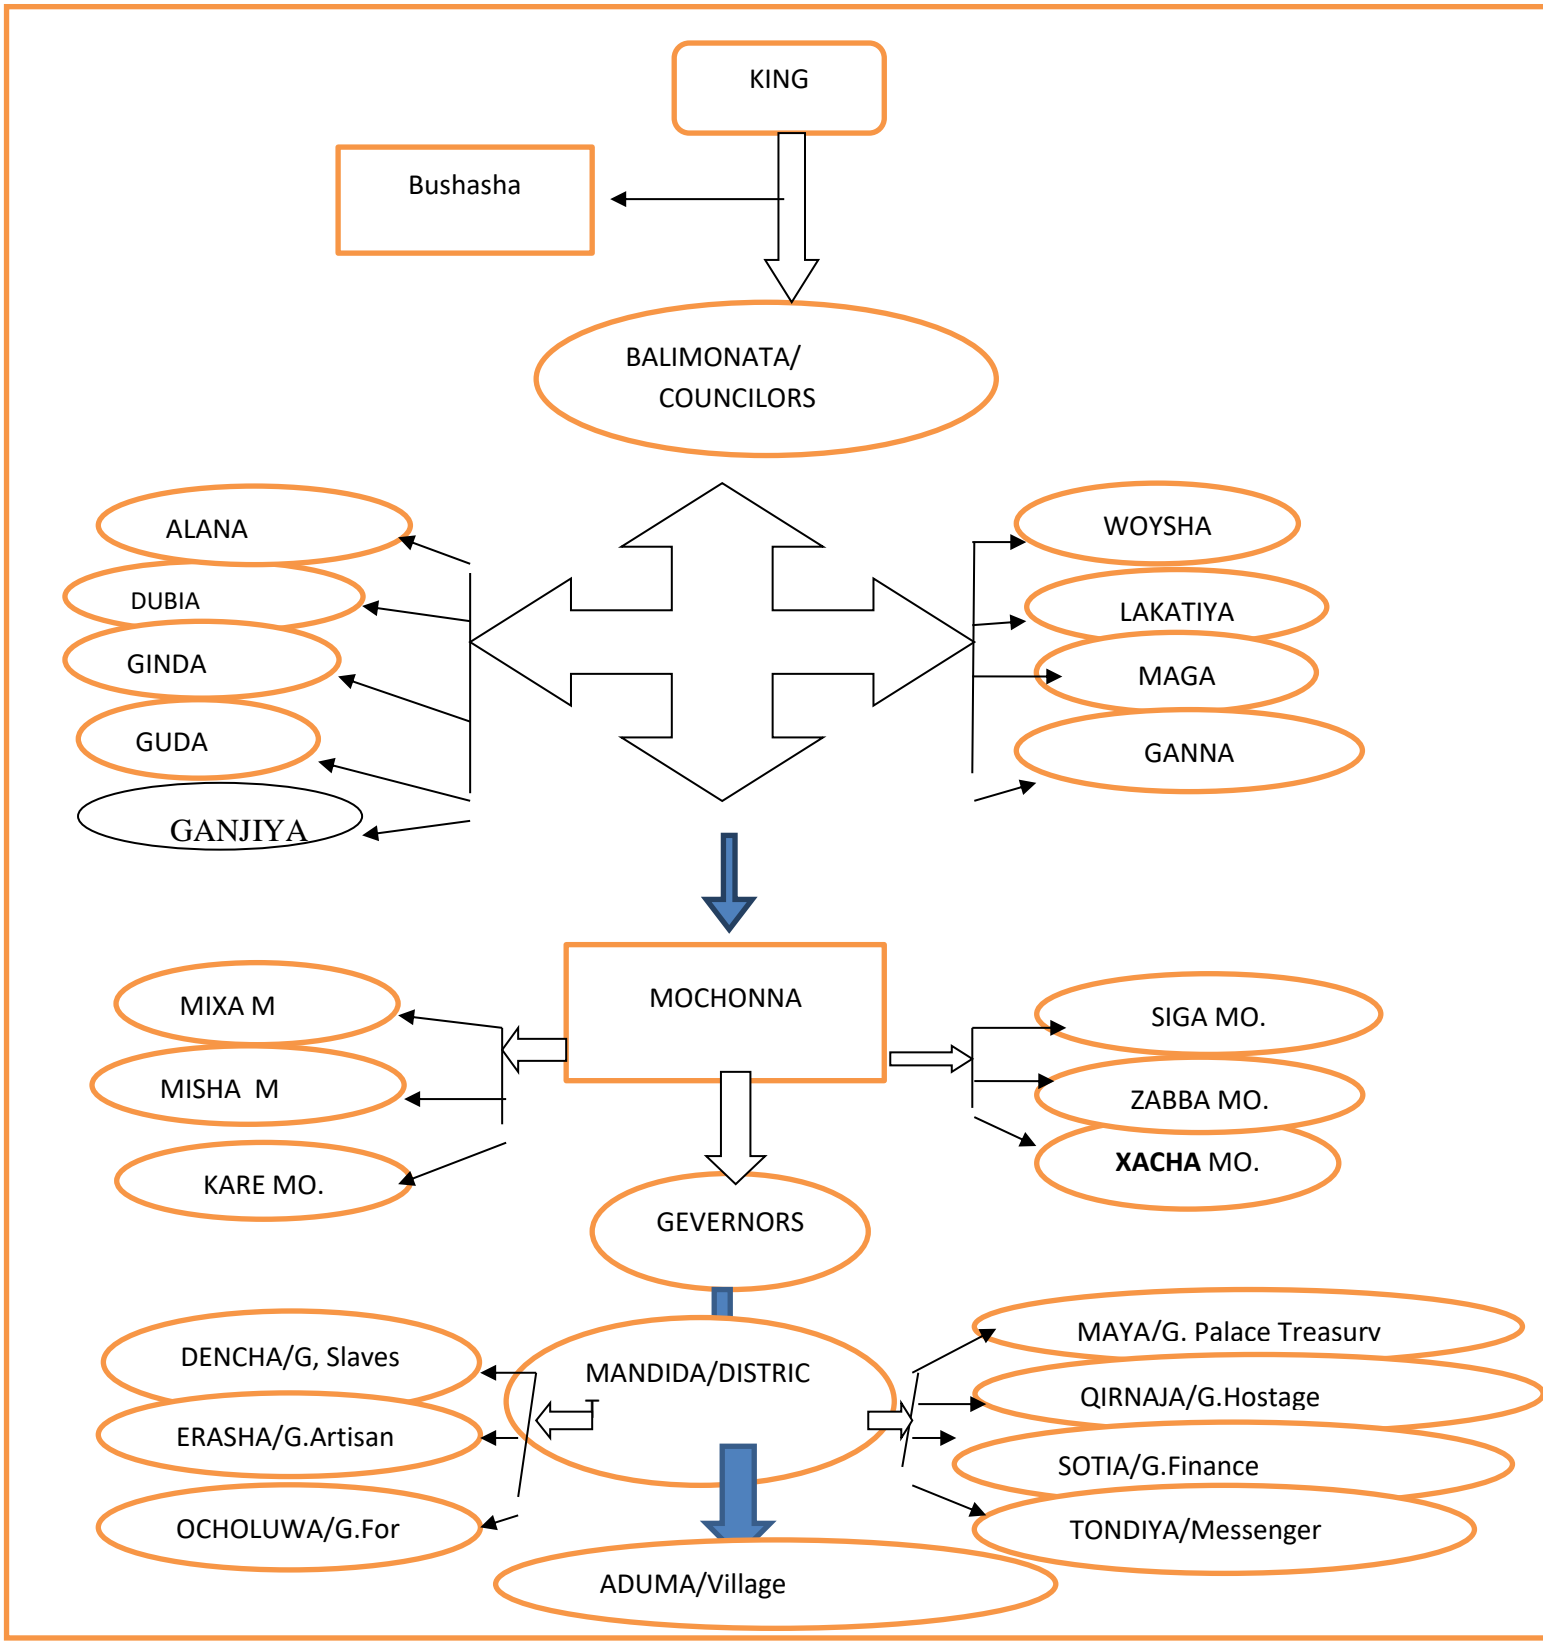 KING
Bushasha
BALIMONATA/
COUNCILORS
ALANA
DUBIA
GINDA
GUDA
GANJIYA
WOYSHA
LAKATIYA
MAGA
GANNA
MOCHONNA
MIXA M
MISHA M
KARE MO.
SIGA MO.
ZABBA MO.
XACHA MO.
GEVERNORS
MANDIDA/DISTRIC
T
DENCHA/G, Slaves
ERASHA/G.Artisan
OCHOLUWA/G.For
MAYA/G. Palace Treasury
QIRNAJA/G.Hostage
SOTIA/G.Finance
TONDIYA/Messenger
ADUMA/Village